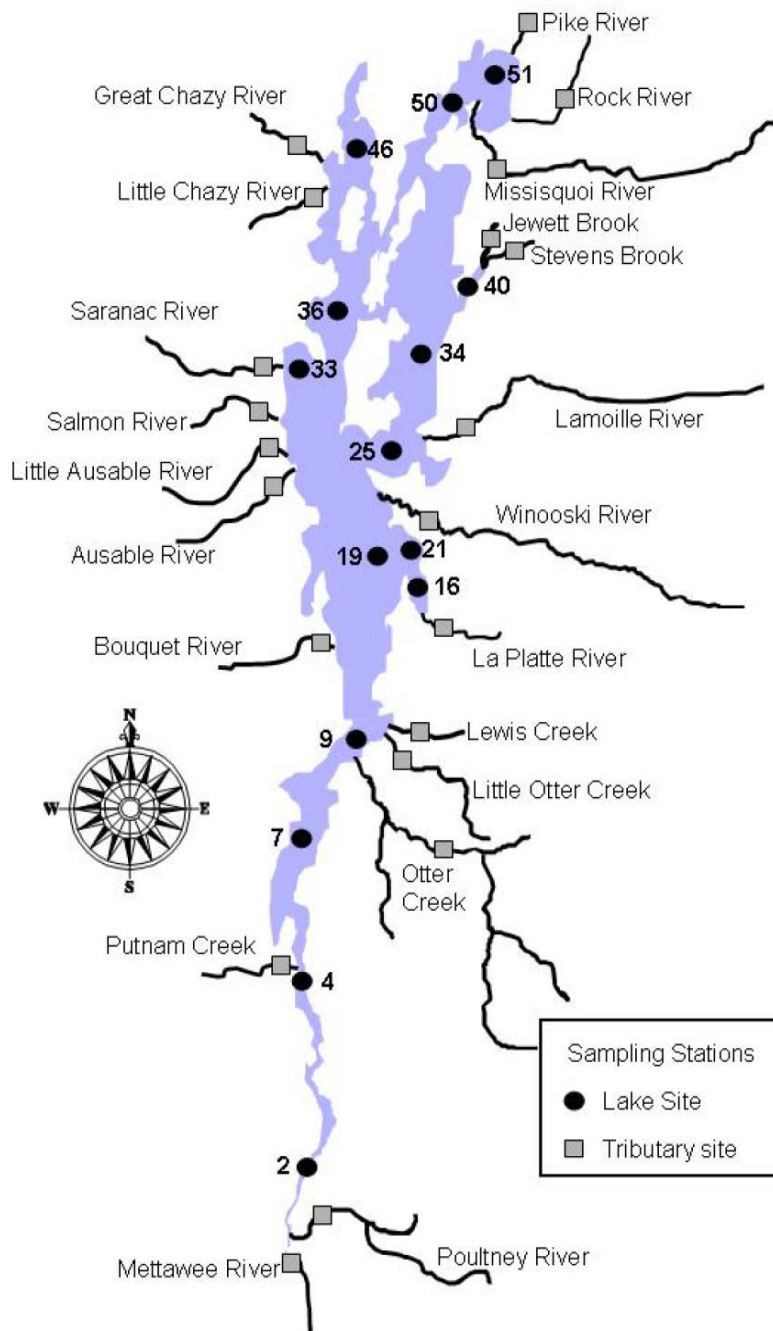 Pike River
51
50
Rock River
Great Chazy River
46
Little Chazy River
Missisquoi River
Jewett Brook
Stevens Brook
40
36
Saranac River
34
33
Salmon River
Lamoille River
25
Little Ausable River
Winooski River
Ausable River
19
21
16
Bouquet River
La Platte River
N
W
E
S
9
Lewis Creek
Little Otter Creek
7
Otter
Creek
Putnam Creek
4
Sampling Stations
Lake Site
Tributary site
2
Mettawee River
Poultney River